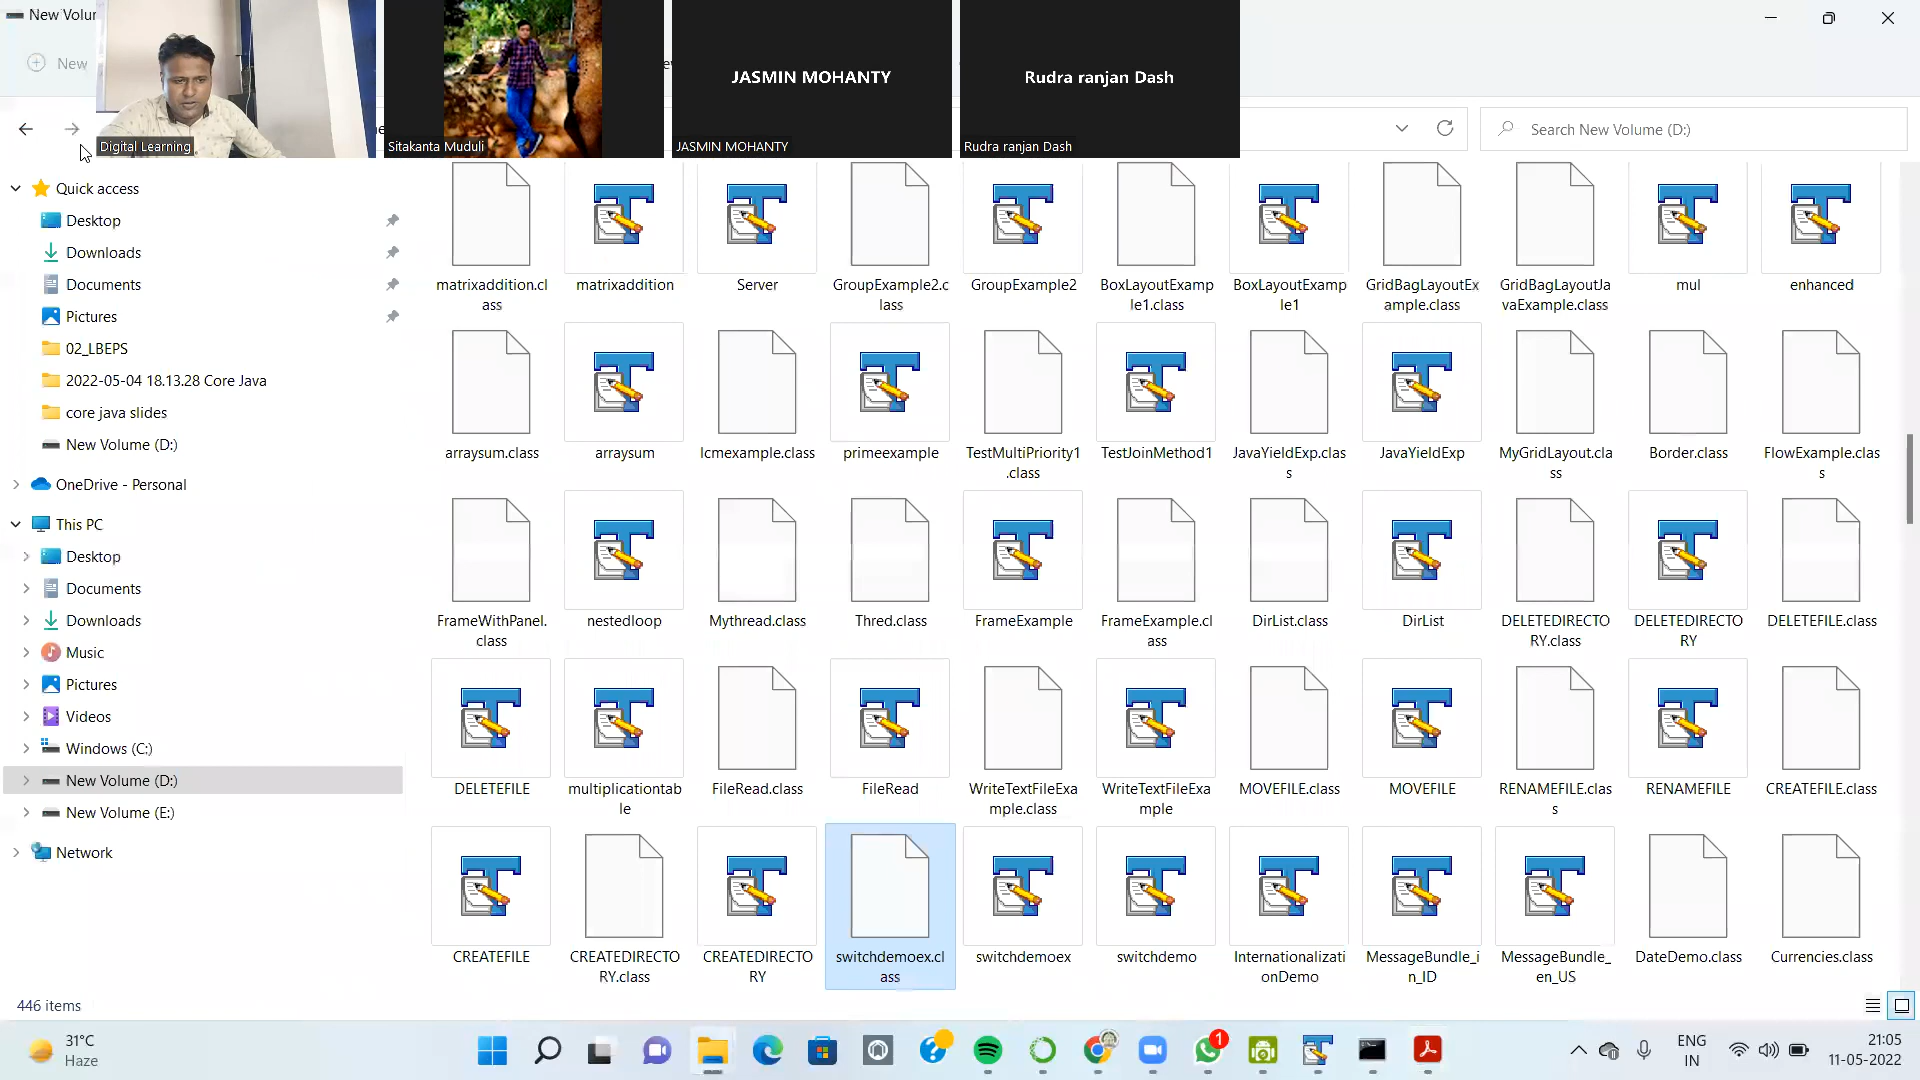 New Volur
New
JASMIN MOHANTY
Rudra ranjan Dash
Digital Learning
Sitakanta Muduli
JASMIN MOHANTY
Rudra ranjan Dash
Search New Volume (D:)
Quick access
Desktop
Downloads
Documents
Pictures
02_LBEPS
2022-05-04 18.13.28 Core Java
core java slides
New Volume (D:)
OneDrive - Personal
This PC
Desktop
Documents
Downloads
Music
Pictures
Videos
Windows (C:)
New Volume (D:)
New Volume (E:)
Network
matrixaddition.cl
ass
matrixaddition
Server
GroupExample2.c
lass
GroupExample2
BoxLayoutExamp
le1.class
BoxLayoutExamp
le1
GridBagLayoutEx
ample.class
GridBagLayoutJa
vaExample.class
mul
enhanced
arraysum.class
arraysum
lcmexample.class
primeexample
TestMultiPriority1
.class
TestJoinMethod1
JavaYieldExp.clas
s
JavaYieldExp
MyGridLayout.cla
ss
Border.class
FlowExample.clas
s
FrameWithPanel.
class
nestedloop
Mythread.class
Thred.class
FrameExample
FrameExample.cl
ass
DirList.class
DirList
DELETEDIRECTO
RY.class
DELETEDIRECTO
RY
DELETEFILE.class
DELETEFILE
multiplicationtab
le
FileRead.class
FileRead
WriteTextFileExa
mple.class
WriteTextFileExa
mple
MOVEFILE.class
MOVEFILE
RENAMEFILE.clas
s
RENAMEFILE
CREATEFILE.class
CREATEFILE
CREATEDIRECTO
RY.class
CREATEDIRECTO
RY
switchdemoex.cl
ass
switchdemoex
switchdemo
Internationalizati
onDemo
MessageBundle_i
n_ID
MessageBundle_
en_US
DateDemo.class
Currencies.class
446 items
31°C
Haze
1
ENG
IN
21:05
11-05-2022